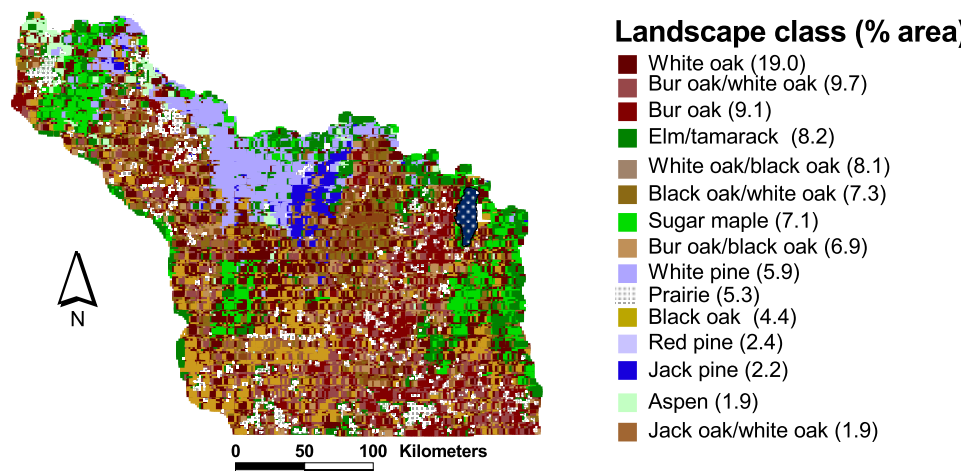 Landscape class (% area)
White oak (19.0)
Bur oak/white oak (9.7)
Bur oak (9.1)
Elm/tamarack (8.2)
White oak/black oak (8.1)
Black oak/white oak (7.3)
Sugar maple (7.1)
Bur oak/black oak (6.9)
White pine (5.9)
Prairie (5.3)
Black oak (4.4)
Red pine (2.4)
Jack pine (2.2)
Aspen (1.9)
Jack oak/white oak (1.9)
N
0 50 100 Kilometers